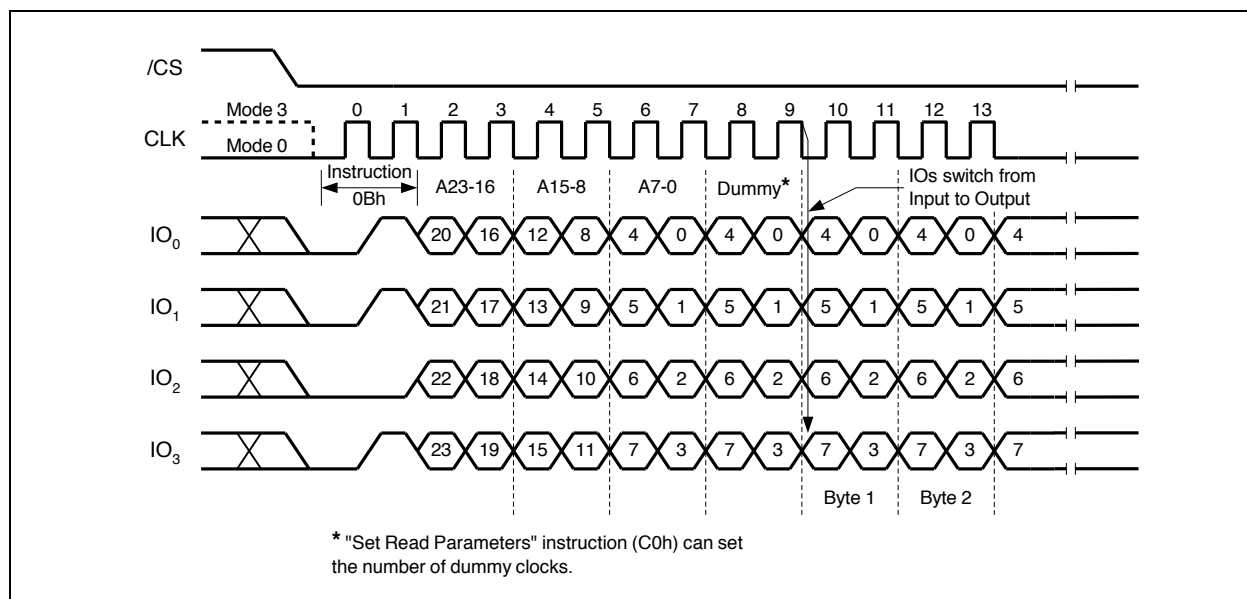 /CS
Mode 3 0 1 2 3 4 5 6 7 8 9 10 11 12 13
CLK
Mode 0
Instruction
0Bh
A23-16 A15-8 A7-0 Dummy*
IOs switch from
Input to Output
IO0 20 16 12 8 4 0 4 0 4 0 4 0 4
IO1 21 17 13 9 5 1 5 1 5 1 5 1 5
IO2 22 18 14 10 6 2 6 2 6 2 6 2 6
IO3 23 19 15 11 7 3 7 3 7 3 7 3 7
Byte 1 Byte 2
* "Set Read Parameters" instruction (C0h) can set
the number of dummy clocks.